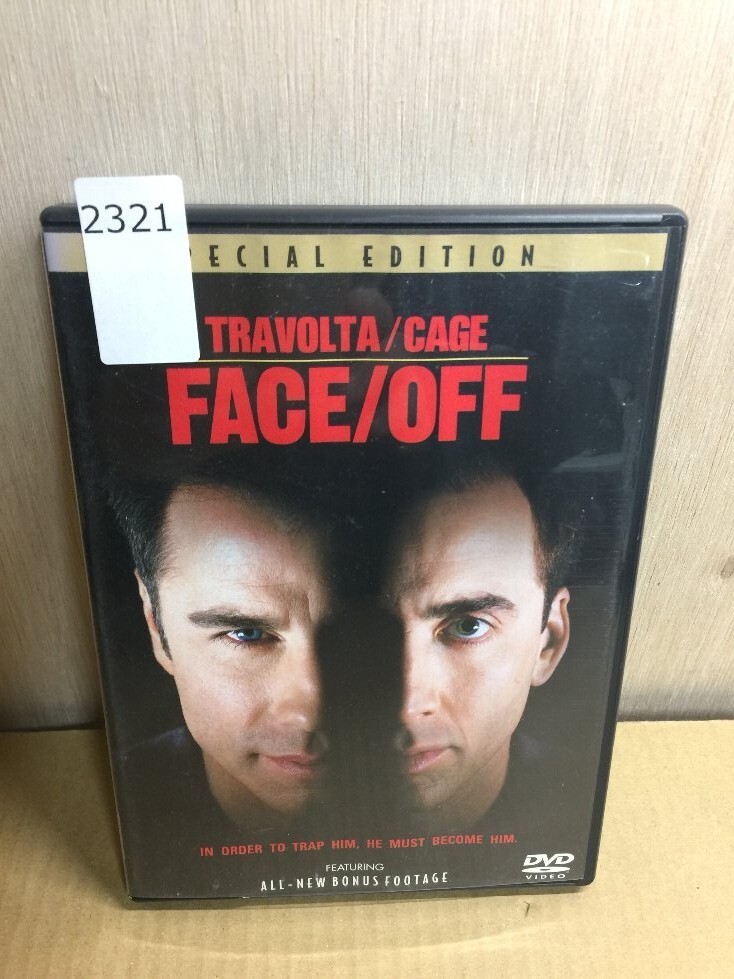 2321
PECIAL EDITION
TRAVOLTA/CAGE
FACE/OFF
IN ORDER TO TRAP HIM, HE MUST BECOME HIM.
FEATURING
ALL-NEW BONUS FOOTAGE
DVD
VIDEO